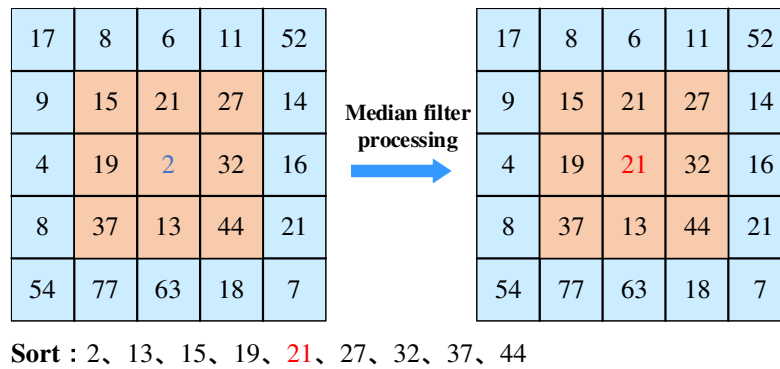 17 8 6 11 52
9 15 21 27 14
4 19 2 32 16
8 37 13 44 21
54 77 63 18 7
Median filter
processing
17 8 6 11 52
9 15 21 27 14
4 19 21 32 16
8 37 13 44 21
54 77 63 18 7
Sort：2、13、15、19、21、27、32、37、44